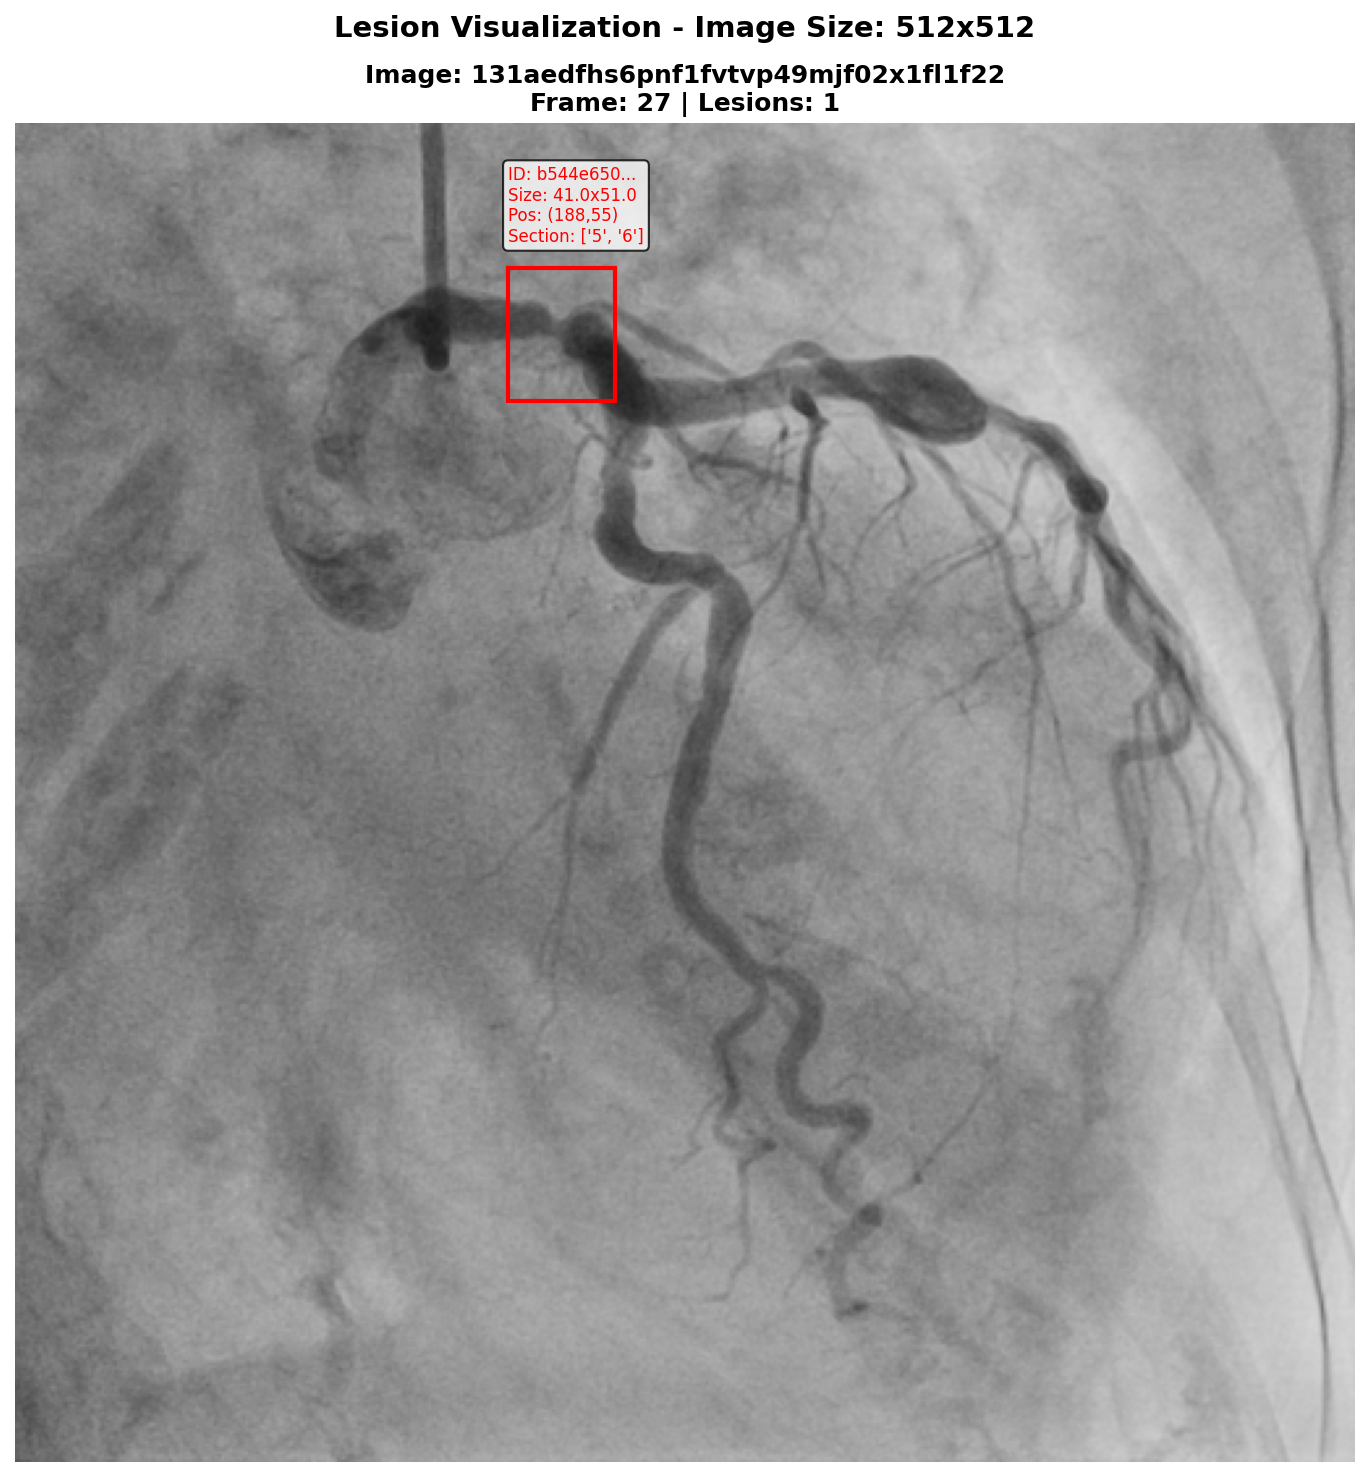 Lesion Visualization - Image Size: 512x512
Image: 131aedfhs6pnf1fvtvp49mjf02x1fl1f22
Frame: 27 | Lesions: 1
ID: b544e650...
Size: 41.0x51.0
Pos: (188,55)
Section: ['5', '6']